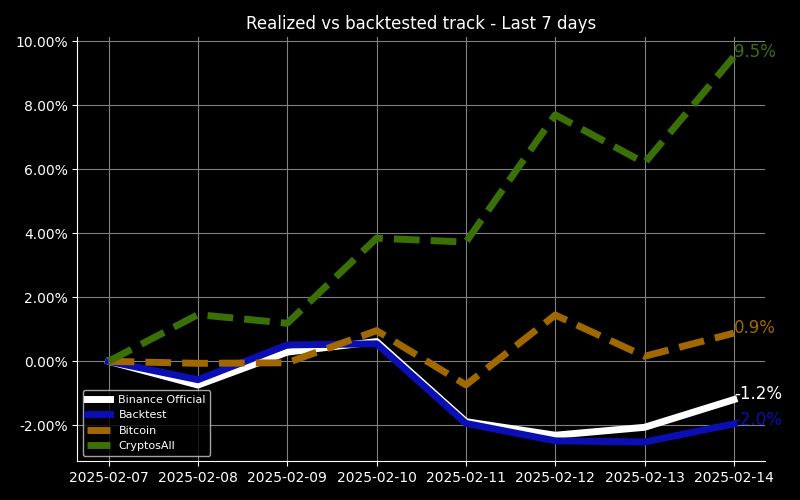 Realized vs backtested track - Last 7 days
10.00%
8.00%
6.00%
4.00%
2.00%
0.00%
-2.00%
9.5%
0.9%
-1.2%
-2.0%
Binance Official
Backtest
Bitcoin
CryptosAll
2025-02-07 2025-02-08 2025-02-09 2025-02-10 2025-02-11 2025-02-12 2025-02-13 2025-02-14